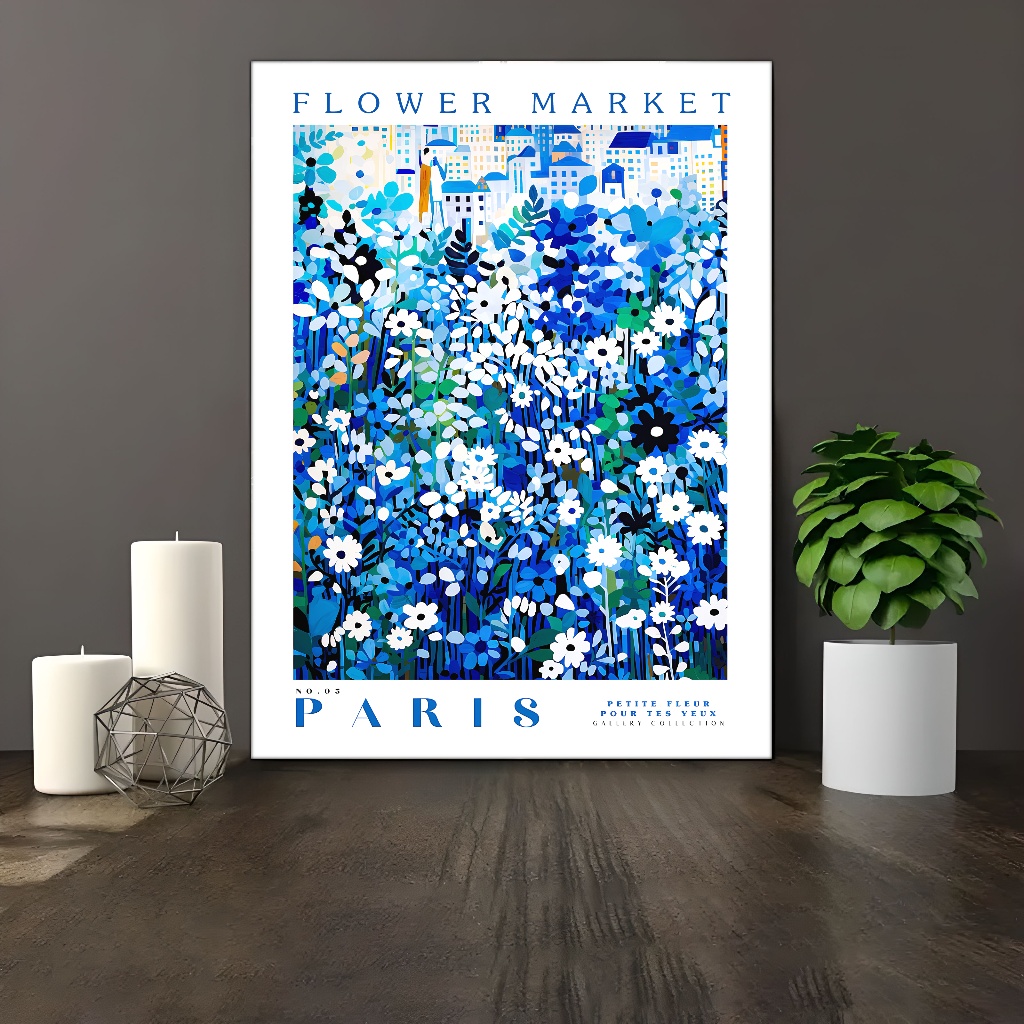 FLOWER MARKET
NO.05
PARIS
PETITE FLEUR
POUR TES YEUX
GALLERY COLLECTION